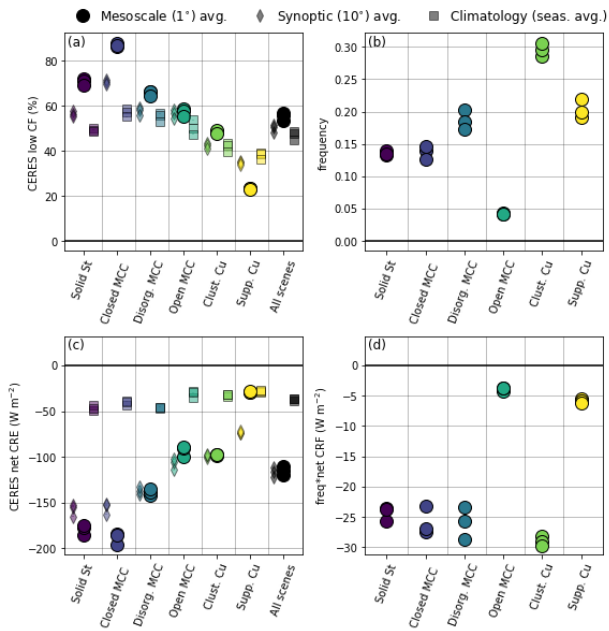 Mesoscale (1°) avg. Synoptic (10°) avg. Climatology (seas. avg.)
(a)
CERES low CF (%)
80
60
40
20
0
Solid St
Closed MCC
Disorg. MCC
Open MCC
Clust. Cu
Supp. Cu
All scenes
(b)
frequency
0.30
0.25
0.20
0.15
0.10
0.05
0.00
Solid St
Closed MCC
Disorg. MCC
Open MCC
Clust. Cu
Supp. Cu
(c)
CERES net CRE (W m⁻²)
0
−50
−100
−150
−200
Solid St
Closed MCC
Disorg. MCC
Open MCC
Clust. Cu
Supp. Cu
All scenes
(d)
freq*net CRF (W m⁻²)
0
−5
−10
−15
−20
−25
−30
Solid St
Closed MCC
Disorg. MCC
Open MCC
Clust. Cu
Supp. Cu